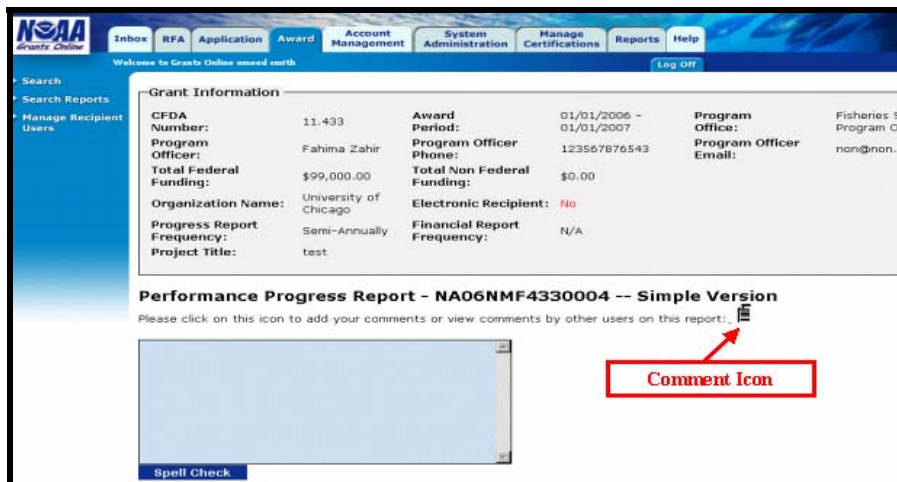 NOAA
Grants Online
Inbox RFA Application Award Account Management System Administration Manage Certifications Reports Help
Welcome to Grants Online omeed smith
Log Off
Search
Search Reports
Manage Recipient Users
Grant Information
CFDA Number: 11.433 Award Period: 01/01/2006 - 01/01/2007 Program Office: Fisheries S
Program O
Program Officer: Fahima Zahir Program Officer Phone: 123567876543 Program Officer Email: non@non.
Total Federal Funding: $99,000.00 Total Non Federal Funding: $0.00
Organization Name: University of Chicago Electronic Recipient: No
Progress Report Frequency: Semi-Annually Financial Report Frequency: N/A
Project Title: test
Performance Progress Report - NA06NMF4330004 -- Simple Version
Please click on this icon to add your comments or view comments by other users on this report:
Comment Icon
Spell Check